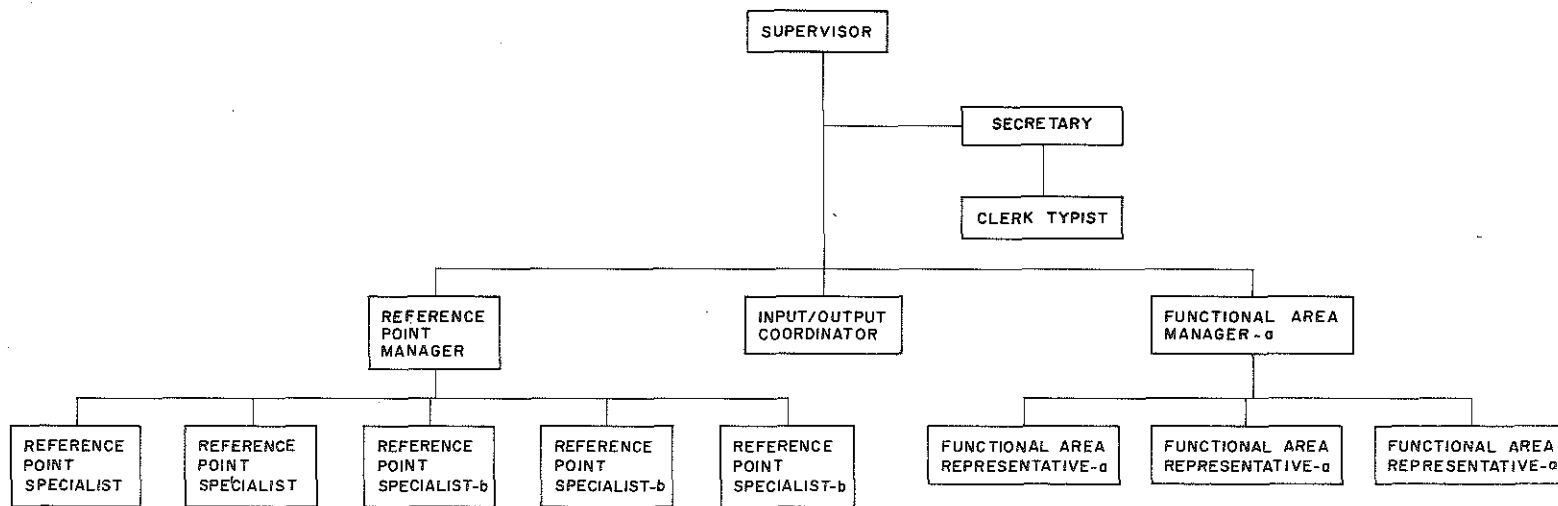 SUPERVISOR
SECRETARY
CLERK TYPIST
REFERENCE
POINT
MANAGER
INPUT/OUTPUT
COORDINATOR
FUNCTIONAL AREA
MANAGER-a
REFERENCE
POINT
SPECIALIST
REFERENCE
POINT
SPECIALIST
REFERENCE
POINT
SPECIALIST-b
REFERENCE
POINT
SPECIALIST-b
REFERENCE
POINT
SPECIALIST-b
FUNCTIONAL AREA
REPRESENTATIVE-a
FUNCTIONAL AREA
REPRESENTATIVE-a
FUNCTIONAL AREA
REPRESENTATIVE-a